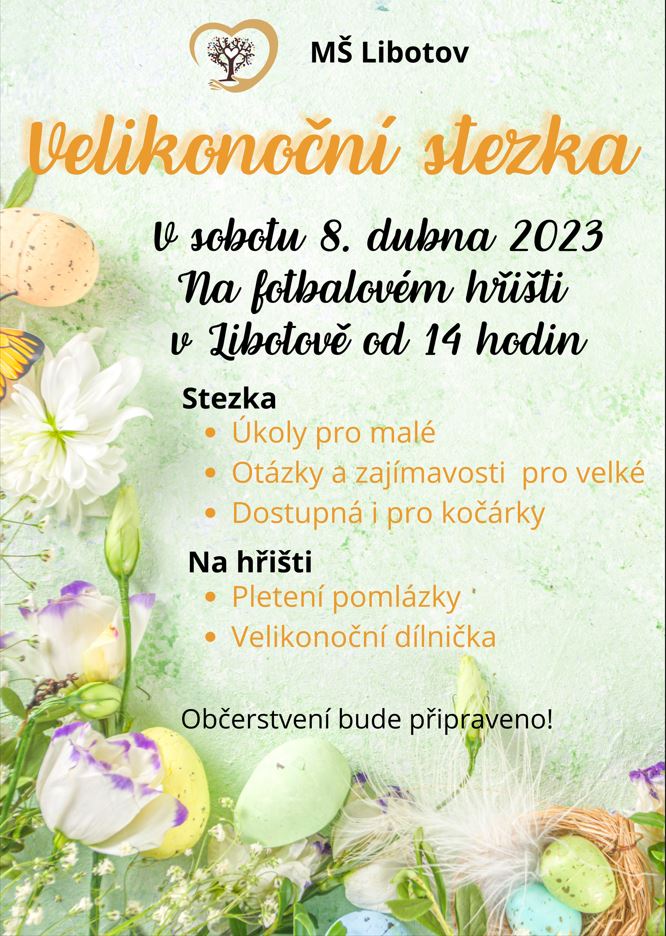 MŠ Libotov
Velikonoční stezka
V sobotu 8. dubna 2023
Na fotbalovém hřišti
v Libotově od 14 hodin
Stezka
• Úkoly pro malé
• Otázky a zajímavosti pro velké
• Dostupná i pro kočárky
Na hřišti
• Pletení pomlázky '
• Velikonoční dílnička
Občerstvení bude připraveno!